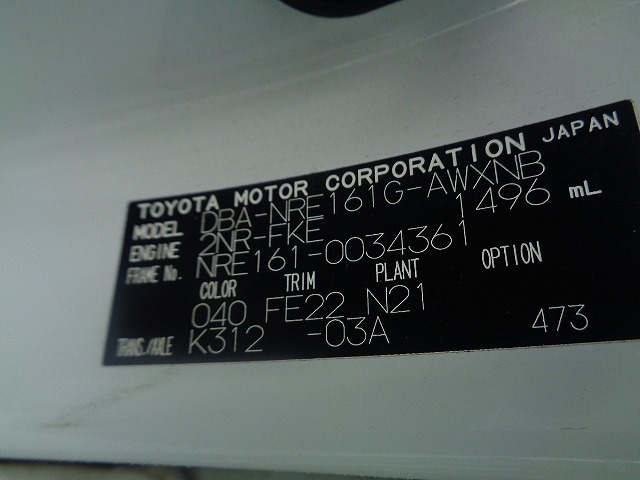 TOYOTA MOTOR CORPORATION JAPAN
MODEL DBA-NRE161G-AWXNB
ENGINE 2NR-FKE 1496 mL
FRAME No. NRE161-0034361
COLOR TRIM PLANT OPTION
040 FE22 N21
TRANS./AXLE K312 -03A 473